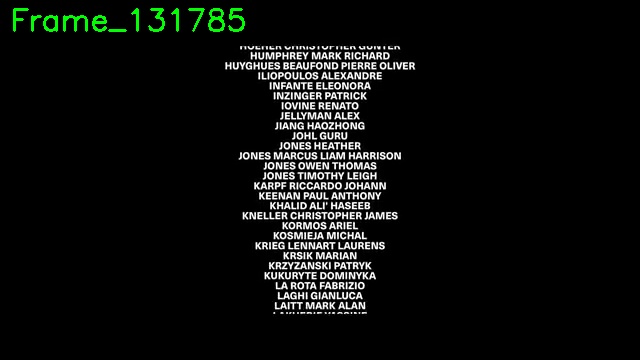 Frame_131785
HUMPHREY MARK RICHARD
HUYGHUES BEAUFOND PIERRE OLIVER
ILIOPOULOS ALEXANDRE
INFANTE ELEONORA
INZINGER PATRICK
IOVINE RENATO
JELLYMAN ALEX
JIANG HAOZHONG
JOHL GURU
JONES HEATHER
JONES MARCUS LIAM HARRISON
JONES OWEN THOMAS
JONES TIMOTHY LEIGH
KARPF RICCARDO JOHANN
KEENAN PAUL ANTHONY
KHALID ALI' HASEEB
KNELLER CHRISTOPHER JAMES
KORMOS ARIEL
KOSMIEJA MICHAL
KRIEG LENNART LAURENS
KRSIK MARIAN
KRZYZANSKI PATRYK
KUKURYTE DOMINYKA
LA ROTA FABRIZIO
LAGHI GIANLUCA
LAITT MARK ALAN